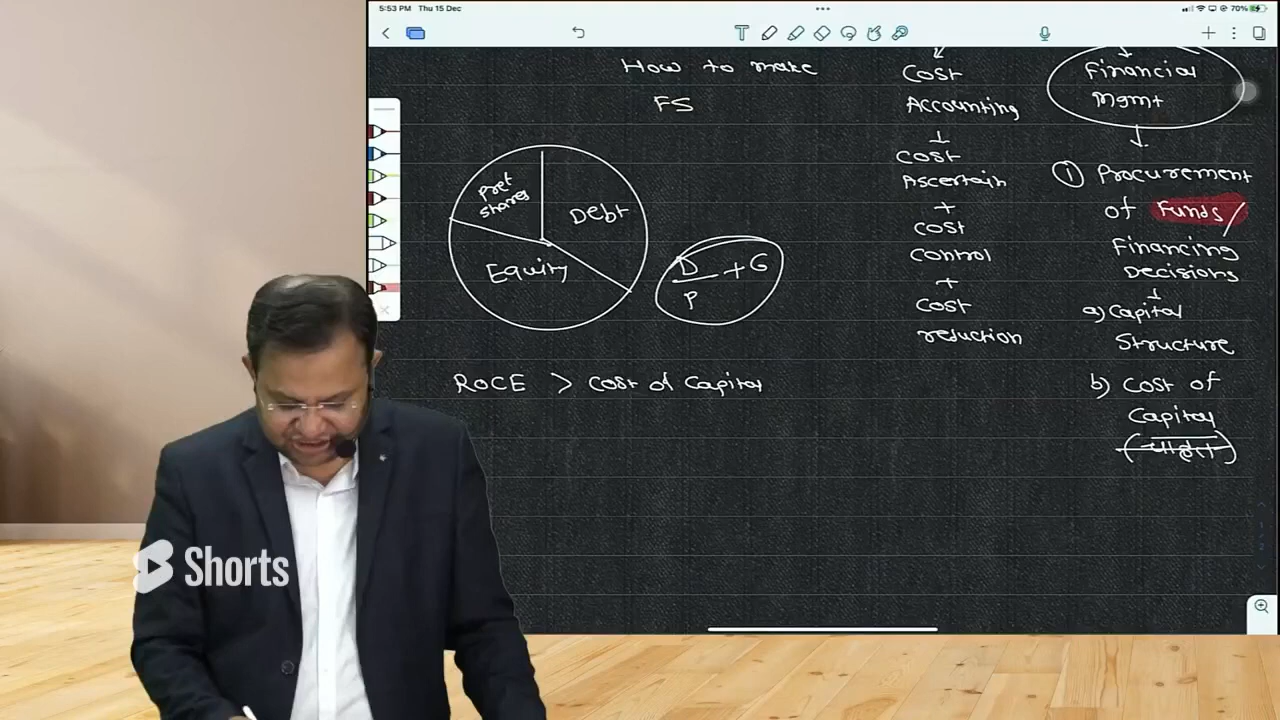 5:53 PM Thu 15 Dec
70%
How to make
FS
Pref
shares
Debt
Equity
D
P
+ G
ROCE > Cost of Capital
Cost
Accounting
↓
Cost
Ascertain
+
Cost
Control
+
Cost
reduction
Financial
Mgmt
↓
① Procurement
of Funds/
Financing
Decisions
↓
a) Capital
Structure
b) Cost of
Capital
Shorts